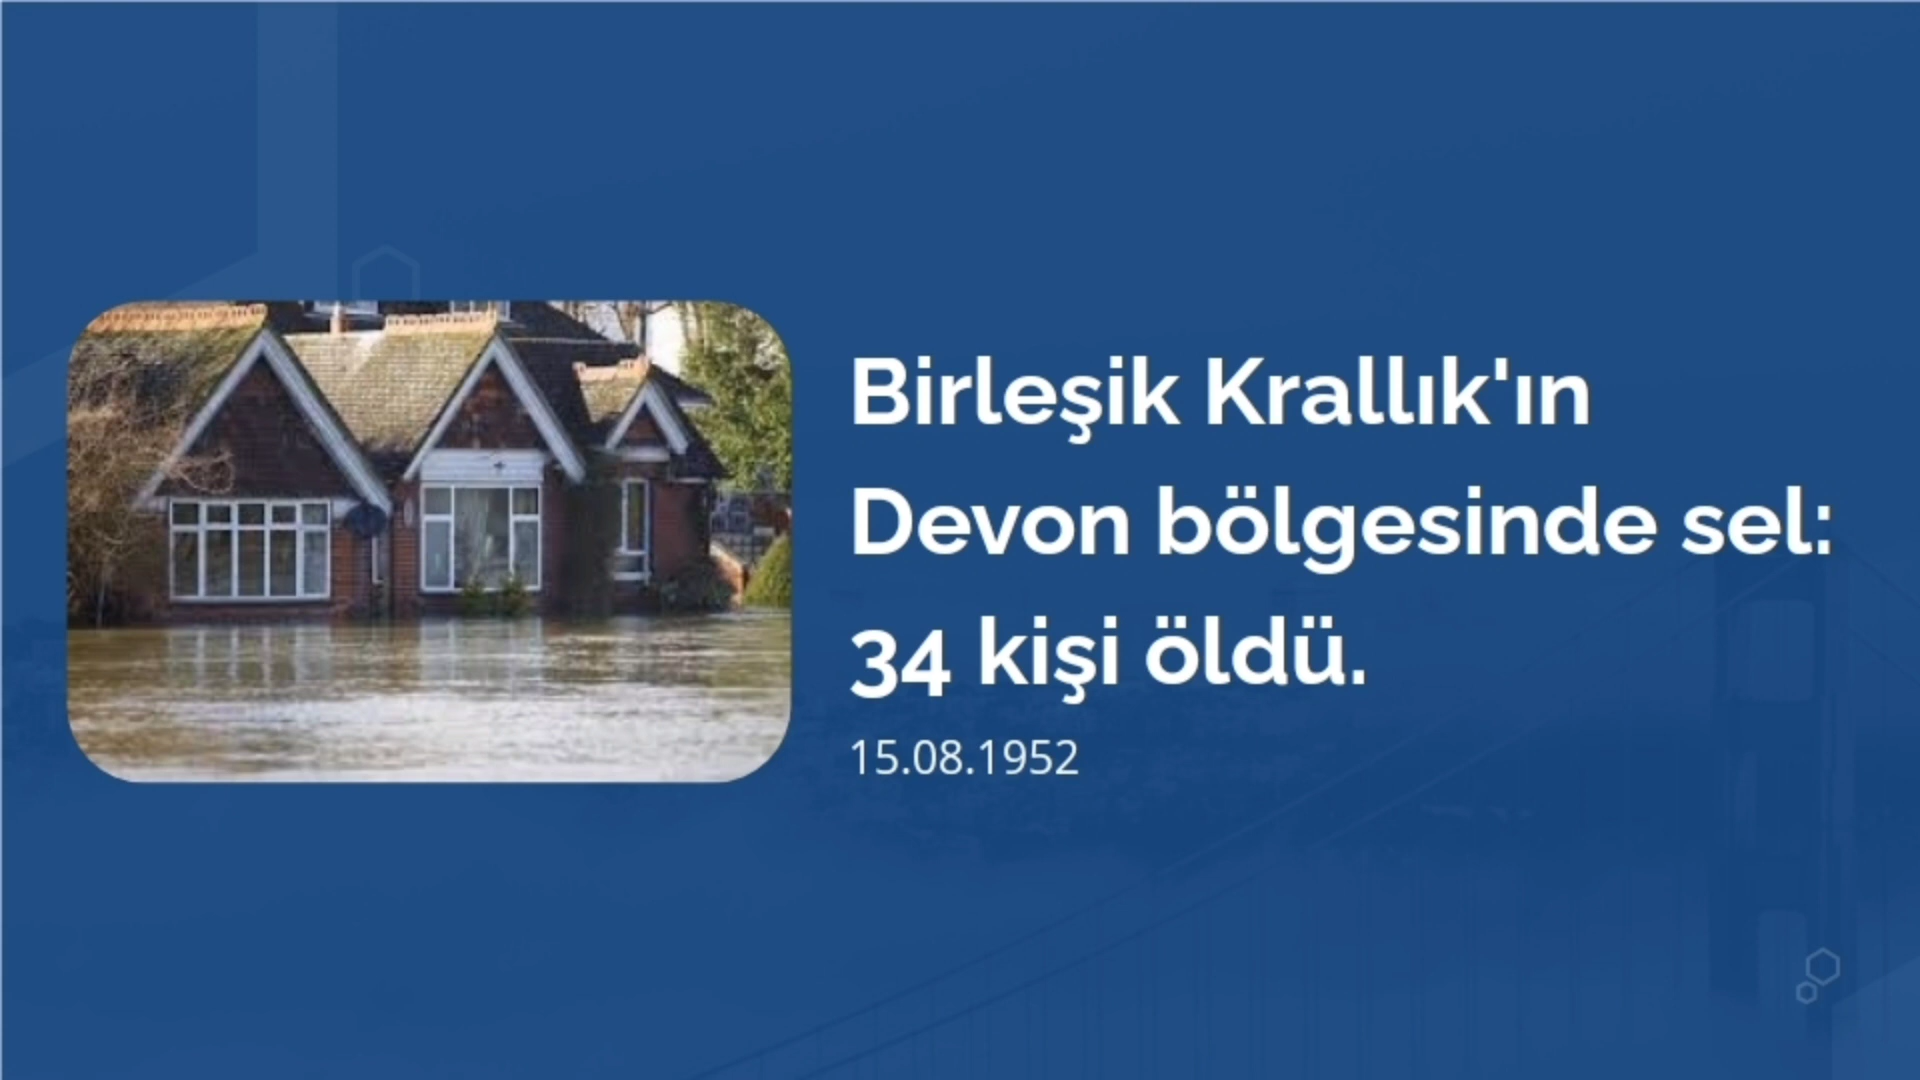 Birleşik Krallık'ın
Devon bölgesinde sel:
34 kişi öldü.
15.08.1952